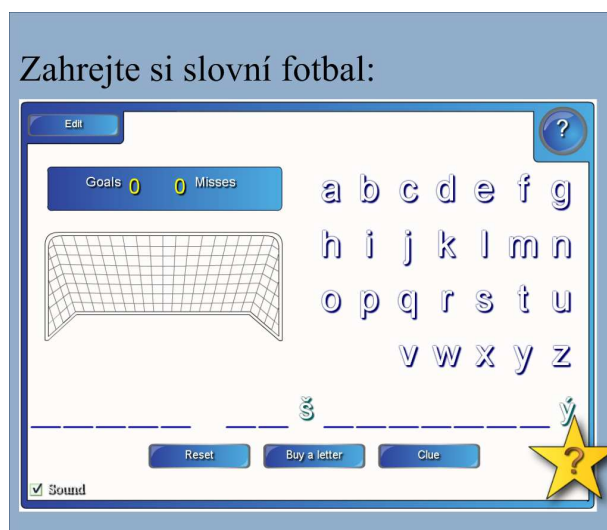 Zahrejte si slovní fotbal:
Edit
?
Goals 0 0 Misses
a b c d e f g
h i j k l m n
o p q r s t u
v w x y z
_ _ _ _ _ _ _ š _ _ _ _ _ _ _ ý
Reset Buy a letter Clue
?
Sound